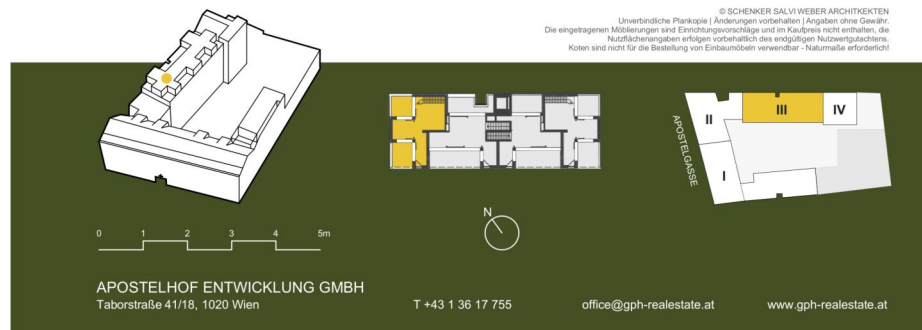 © SCHENKER SALVI WEBER ARCHITKEKTEN
Unverbindliche Plankopie | Änderungen vorbehalten | Angaben ohne Gewähr.
Die eingetragenen Möblierungen sind Einrichtungsvorschläge und im Kaufpreis nicht enthalten, die
Nutzflächenangaben erfolgen vorbehaltlich des endgültigen Nutzwertgutachtens.
Koten sind nicht für die Bestellung von Einbaumöbeln verwendbar - Naturmaße erforderlich!
II
III
IV
I
APOSTELGASSE
N
0 1 2 3 4 5m
APOSTELHOF ENTWICKLUNG GMBH
Taborstraße 41/18, 1020 Wien
T +43 1 36 17 755
office@gph-realestate.at
www.gph-realestate.at